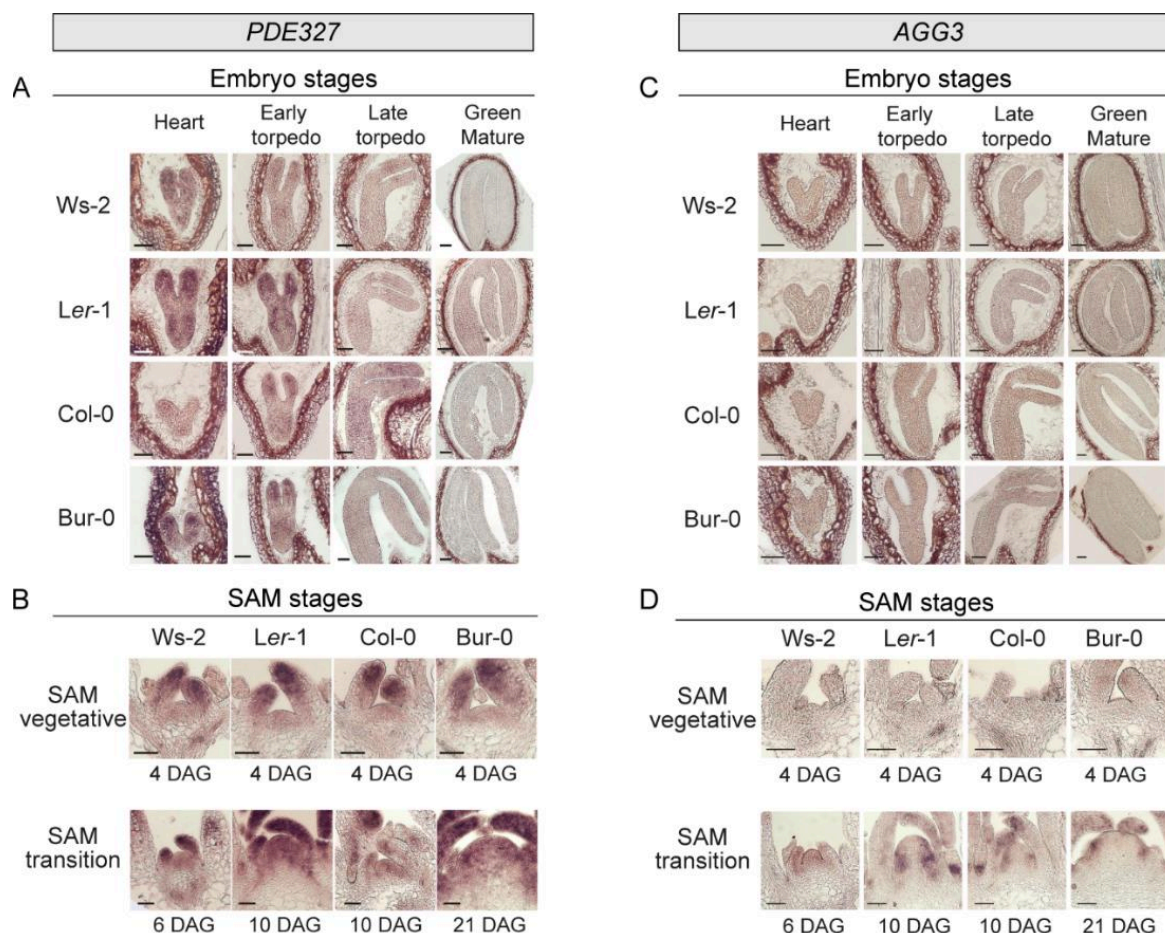 PDE327
A
Embryo stages
Heart
Early
torpedo
Late
torpedo
Green
Mature
Ws-2
Ler-1
Col-0
Bur-0
B
SAM stages
Ws-2
Ler-1
Col-0
Bur-0
SAM
vegetative
4 DAG
4 DAG
4 DAG
4 DAG
SAM
transition
6 DAG
10 DAG
10 DAG
21 DAG
AGG3
C
Embryo stages
Heart
Early
torpedo
Late
torpedo
Green
Mature
Ws-2
Ler-1
Col-0
Bur-0
D
SAM stages
Ws-2
Ler-1
Col-0
Bur-0
SAM
vegetative
4 DAG
4 DAG
4 DAG
4 DAG
SAM
transition
6 DAG
10 DAG
10 DAG
21 DAG